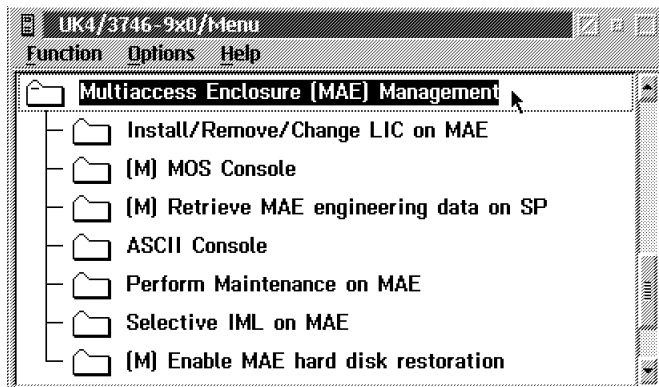 UK4/3746-9x0/Menu
Function Options Help
Multiaccess Enclosure (MAE) Management
Install/Remove/Change LIC on MAE
(M) MOS Console
(M) Retrieve MAE engineering data on SP
ASCII Console
Perform Maintenance on MAE
Selective IML on MAE
(M) Enable MAE hard disk restoration